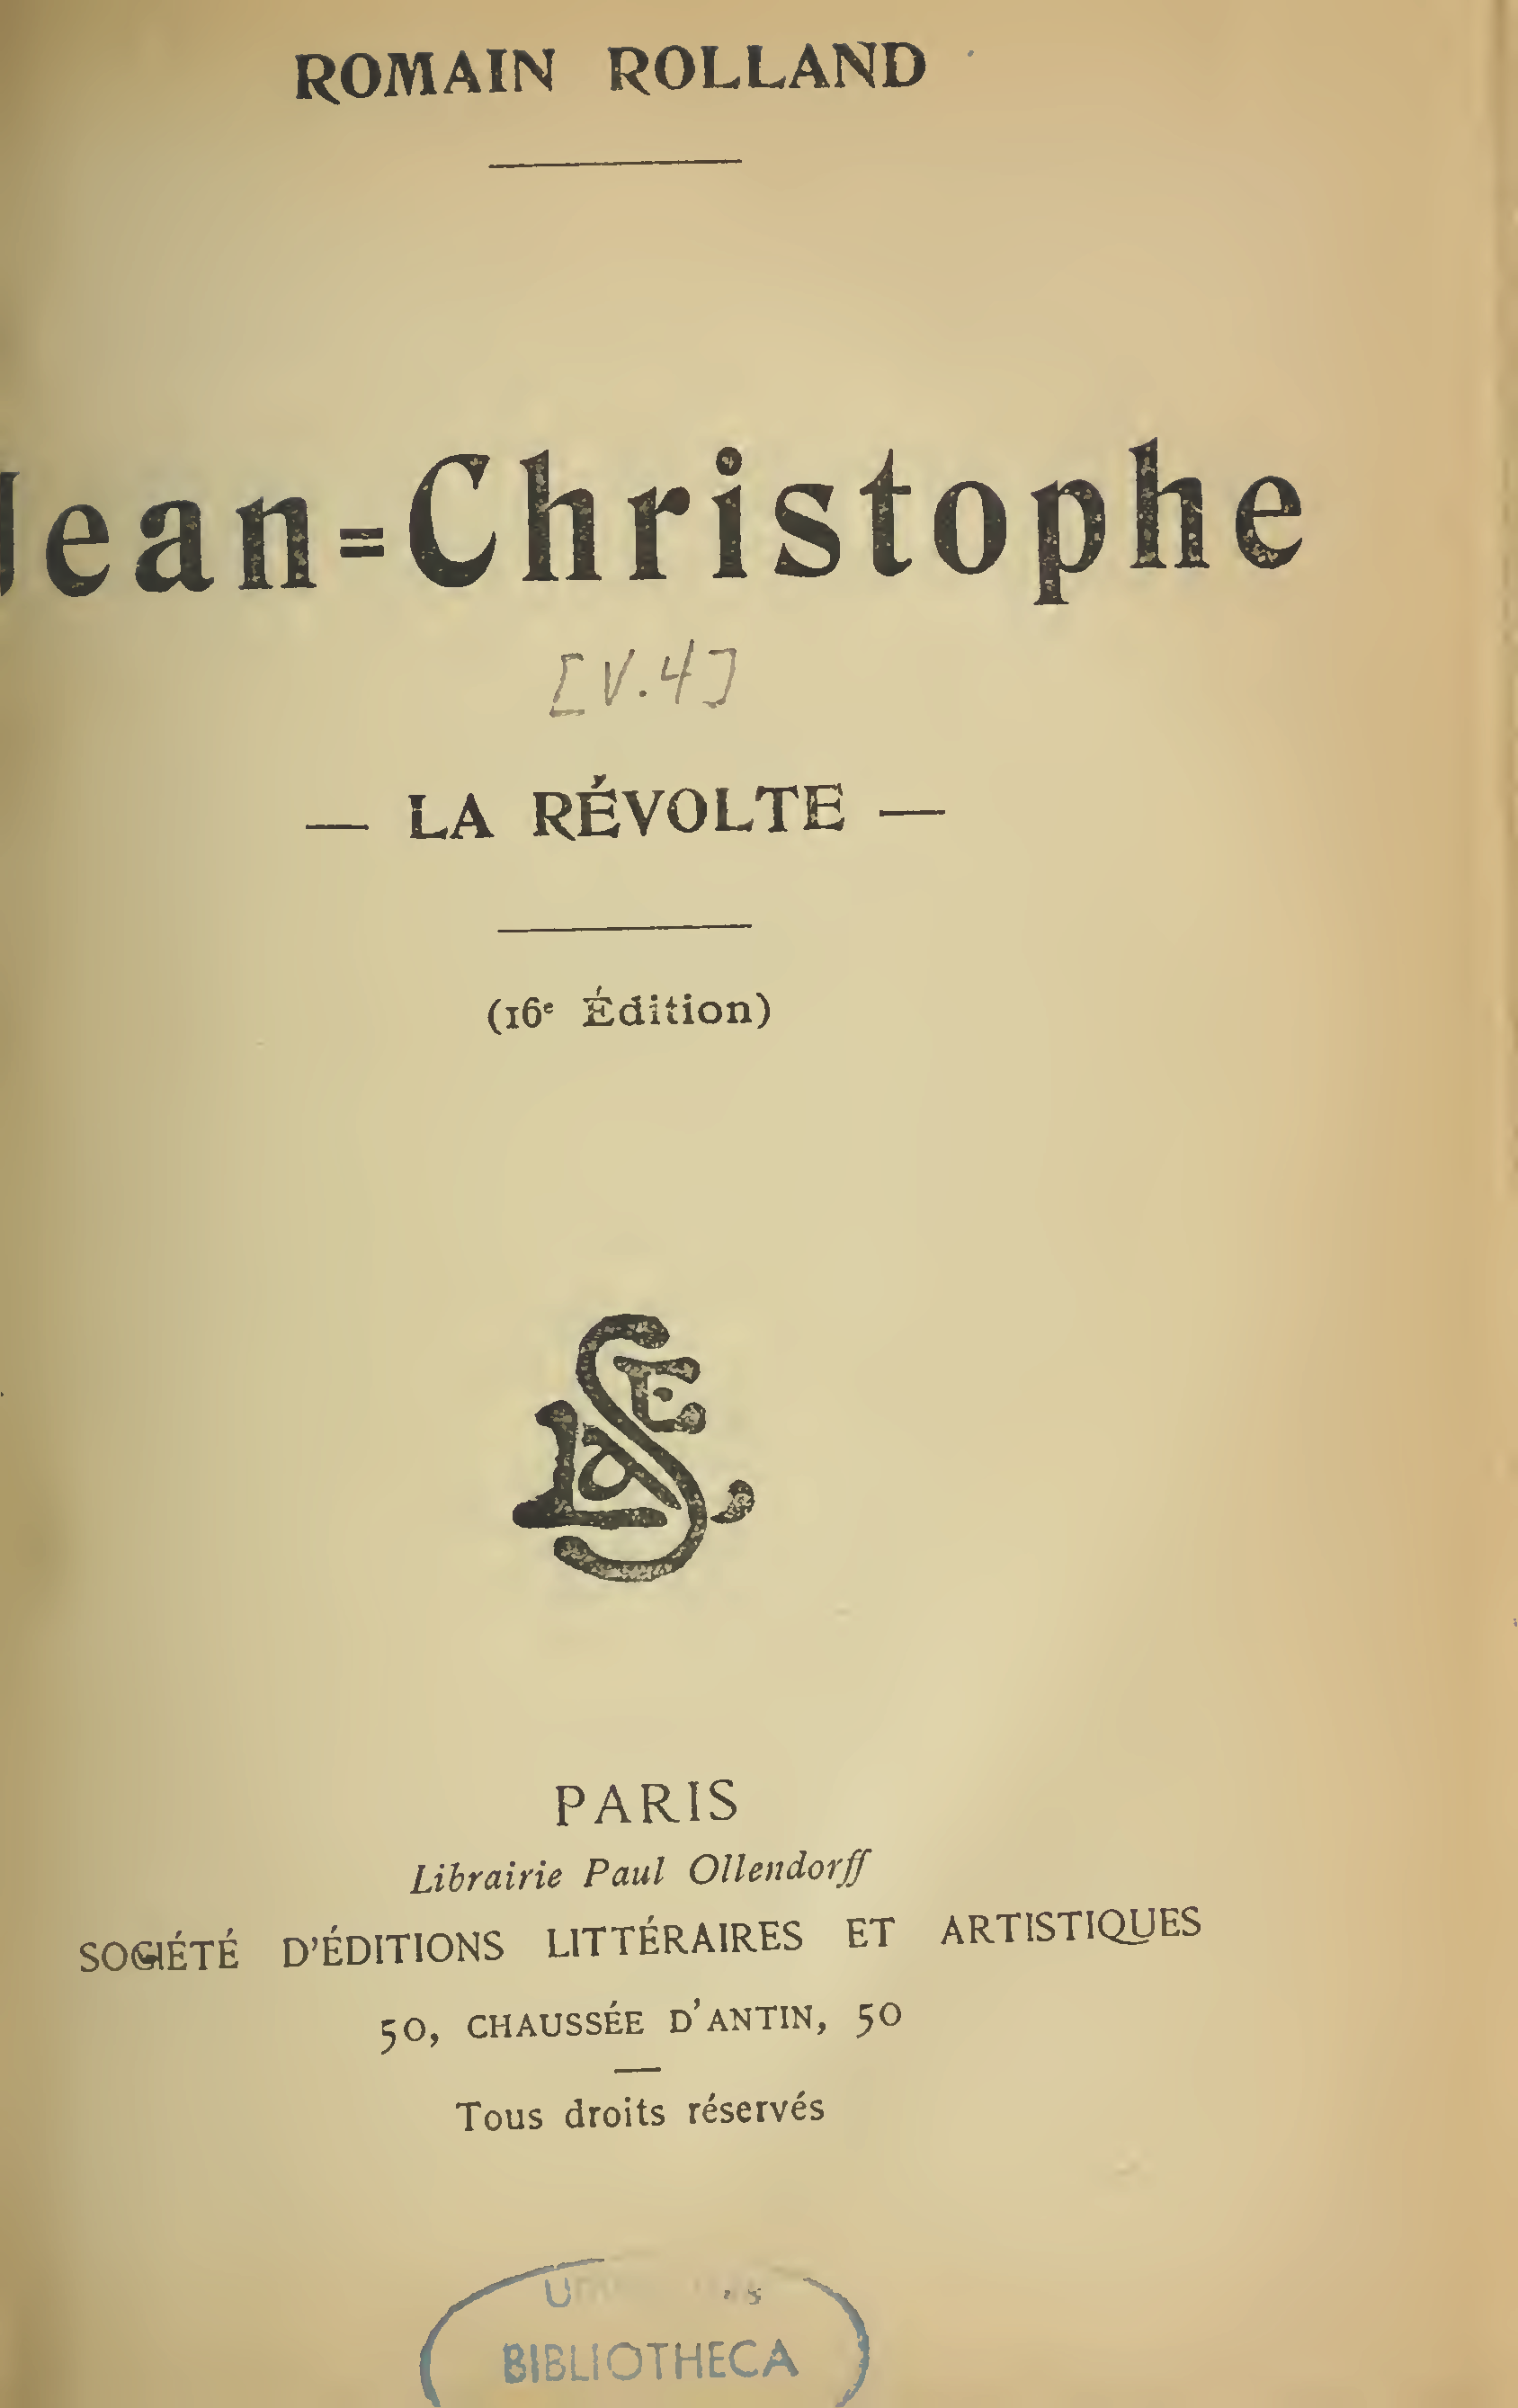 ROMAIN ROLLAND
Jean=Christophe
[V.4]
— LA RÉVOLTE —
(16e Édition)
PARIS
Librairie Paul Ollendorff
SOCIÉTÉ D'ÉDITIONS LITTÉRAIRES ET ARTISTIQUES
50, CHAUSSÉE D'ANTIN, 50
Tous droits réservés
BIBLIOTHECA